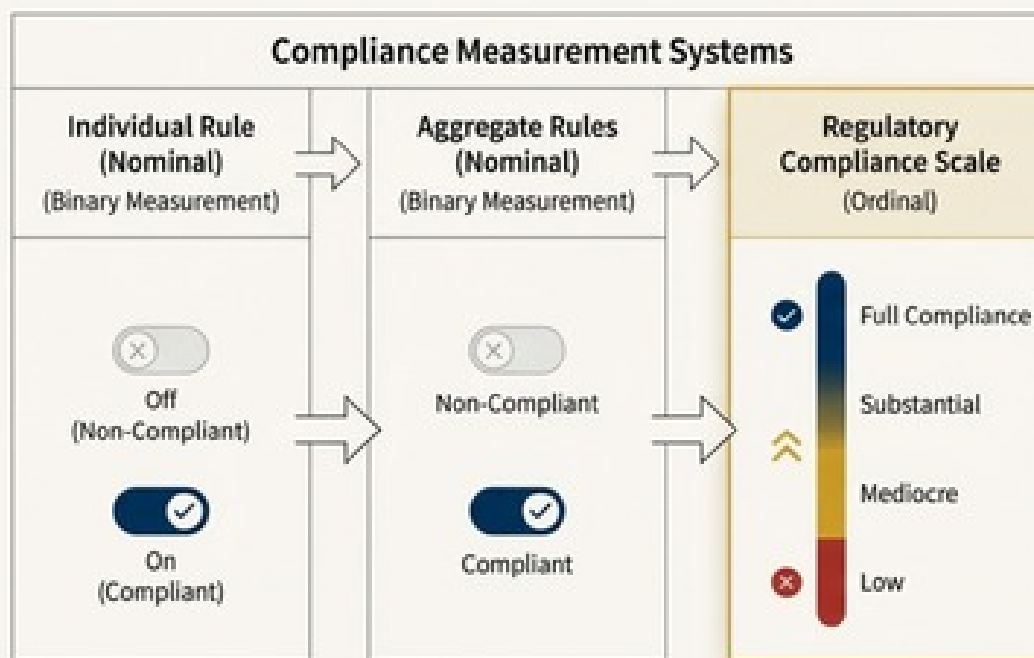 Compliance Measurement Systems
Individual Rule
(Nominal)
(Binary Measurement)
Off
(Non-Compliant)
On
(Compliant)
Aggregate Rules
(Nominal)
(Binary Measurement)
Non-Compliant
Compliant
Regulatory
Compliance Scale
(Ordinal)
Full Compliance
Substantial
Mediocre
Low